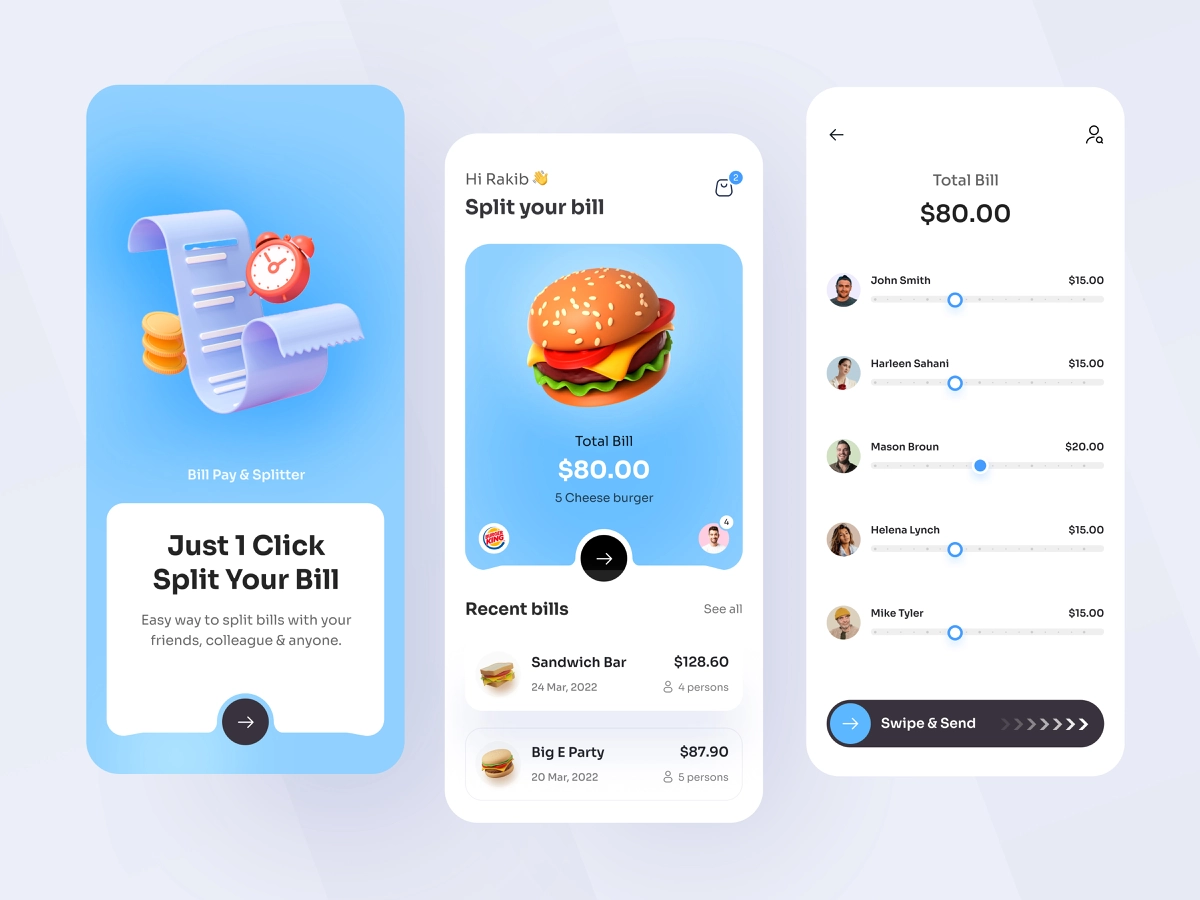 Bill Pay & Splitter
Just 1 Click
Split Your Bill
Easy way to split bills with your
friends, colleague & anyone.
Hi Rakib 👋
2
Split your bill
Total Bill
$80.00
5 Cheese burger
BURGER
KING
4
Recent bills
See all
Sandwich Bar
$128.60
24 Mar, 2022
4 persons
Big E Party
$87.90
20 Mar, 2022
5 persons
Total Bill
$80.00
John Smith
$15.00
Harleen Sahani
$15.00
Mason Broun
$20.00
Helena Lynch
$15.00
Mike Tyler
$15.00
Swipe & Send